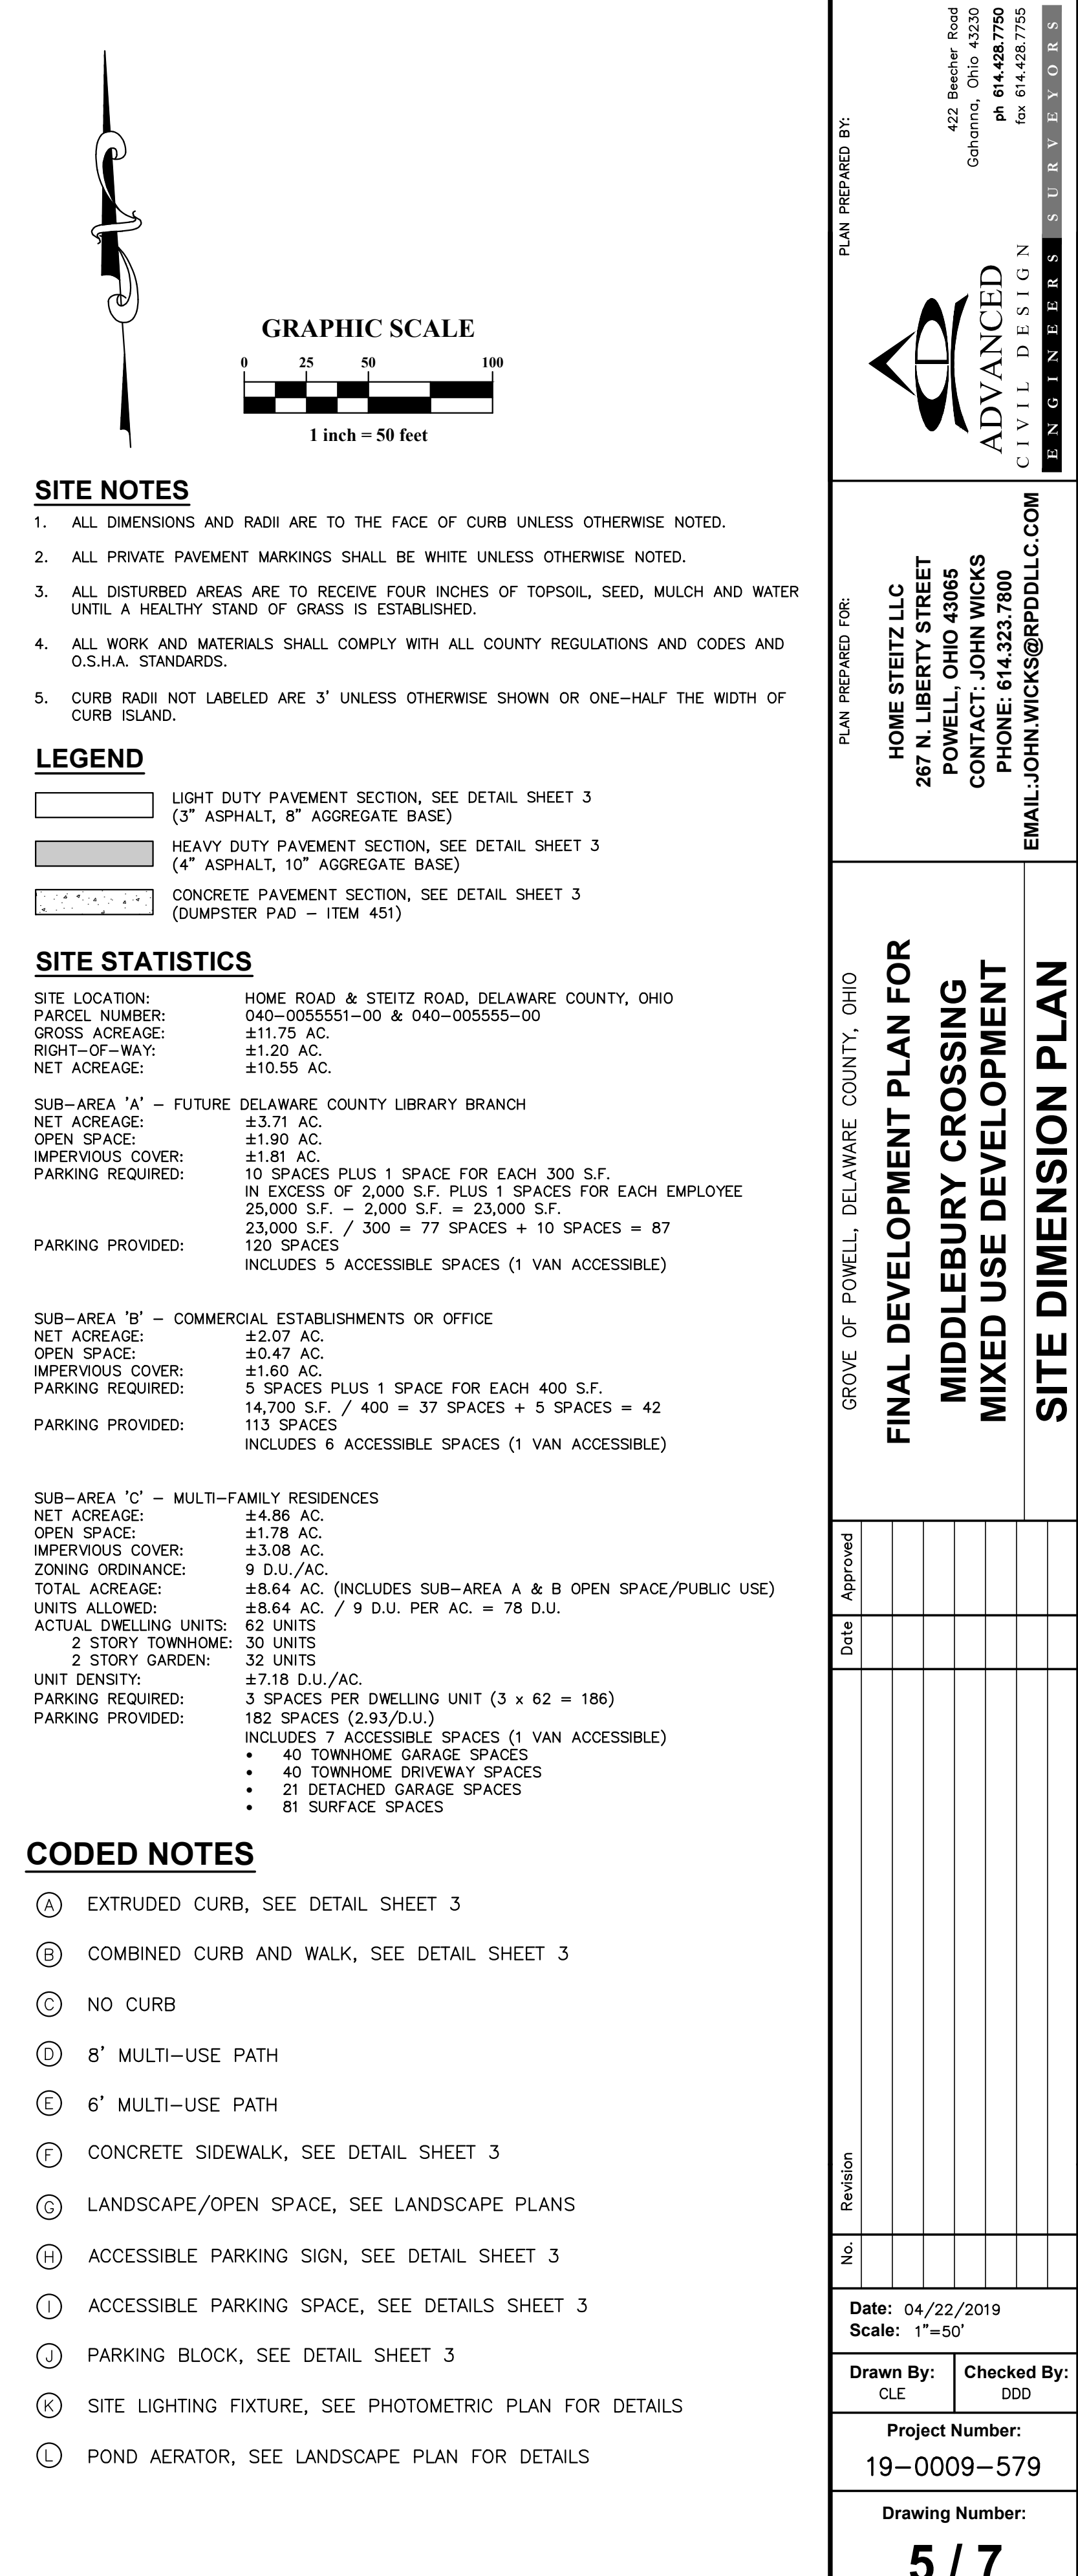 GRAPHIC SCALE
0 25 50 100
1 inch = 50 feet
SITE NOTES
1. ALL DIMENSIONS AND RADII ARE TO THE FACE OF CURB UNLESS OTHERWISE NOTED.
2. ALL PRIVATE PAVEMENT MARKINGS SHALL BE WHITE UNLESS OTHERWISE NOTED.
3. ALL DISTURBED AREAS ARE TO RECEIVE FOUR INCHES OF TOPSOIL, SEED, MULCH AND WATER
UNTIL A HEALTHY STAND OF GRASS IS ESTABLISHED.
4. ALL WORK AND MATERIALS SHALL COMPLY WITH ALL COUNTY REGULATIONS AND CODES AND
O.S.H.A. STANDARDS.
5. CURB RADII NOT LABELED ARE 3' UNLESS OTHERWISE SHOWN OR ONE-HALF THE WIDTH OF
CURB ISLAND.
LEGEND
LIGHT DUTY PAVEMENT SECTION, SEE DETAIL SHEET 3
(3" ASPHALT, 8" AGGREGATE BASE)
HEAVY DUTY PAVEMENT SECTION, SEE DETAIL SHEET 3
(4" ASPHALT, 10" AGGREGATE BASE)
CONCRETE PAVEMENT SECTION, SEE DETAIL SHEET 3
(DUMPSTER PAD - ITEM 451)
SITE STATISTICS
SITE LOCATION: HOME ROAD & STEITZ ROAD, DELAWARE COUNTY, OHIO
PARCEL NUMBER: 040-0055551-00 & 040-005555-00
GROSS ACREAGE: ±11.75 AC.
RIGHT-OF-WAY: ±1.20 AC.
NET ACREAGE: ±10.55 AC.
SUB-AREA 'A' - FUTURE DELAWARE COUNTY LIBRARY BRANCH
NET ACREAGE: ±3.71 AC.
OPEN SPACE: ±1.90 AC.
IMPERVIOUS COVER: ±1.81 AC.
PARKING REQUIRED: 10 SPACES PLUS 1 SPACE FOR EACH 300 S.F.
IN EXCESS OF 2,000 S.F. PLUS 1 SPACES FOR EACH EMPLOYEE
25,000 S.F. - 2,000 S.F. = 23,000 S.F.
23,000 S.F. / 300 = 77 SPACES + 10 SPACES = 87
PARKING PROVIDED: 120 SPACES
INCLUDES 5 ACCESSIBLE SPACES (1 VAN ACCESSIBLE)
SUB-AREA 'B' - COMMERCIAL ESTABLISHMENTS OR OFFICE
NET ACREAGE: ±2.07 AC.
OPEN SPACE: ±0.47 AC.
IMPERVIOUS COVER: ±1.60 AC.
PARKING REQUIRED: 5 SPACES PLUS 1 SPACE FOR EACH 400 S.F.
14,700 S.F. / 400 = 37 SPACES + 5 SPACES = 42
PARKING PROVIDED: 113 SPACES
INCLUDES 6 ACCESSIBLE SPACES (1 VAN ACCESSIBLE)
SUB-AREA 'C' - MULTI-FAMILY RESIDENCES
NET ACREAGE: ±4.86 AC.
OPEN SPACE: ±1.78 AC.
IMPERVIOUS COVER: ±3.08 AC.
ZONING ORDINANCE: 9 D.U./AC.
TOTAL ACREAGE: ±8.64 AC. (INCLUDES SUB-AREA A & B OPEN SPACE/PUBLIC USE)
UNITS ALLOWED: ±8.64 AC. / 9 D.U. PER AC. = 78 D.U.
ACTUAL DWELLING UNITS: 62 UNITS
2 STORY TOWNHOME: 30 UNITS
2 STORY GARDEN: 32 UNITS
UNIT DENSITY: ±7.18 D.U./AC.
PARKING REQUIRED: 3 SPACES PER DWELLING UNIT (3 x 62 = 186)
PARKING PROVIDED: 182 SPACES (2.93/D.U.)
INCLUDES 7 ACCESSIBLE SPACES (1 VAN ACCESSIBLE)
• 40 TOWNHOME GARAGE SPACES
• 40 TOWNHOME DRIVEWAY SPACES
• 21 DETACHED GARAGE SPACES
• 81 SURFACE SPACES
CODED NOTES
A EXTRUDED CURB, SEE DETAIL SHEET 3
B COMBINED CURB AND WALK, SEE DETAIL SHEET 3
C NO CURB
D 8' MULTI-USE PATH
E 6' MULTI-USE PATH
F CONCRETE SIDEWALK, SEE DETAIL SHEET 3
G LANDSCAPE/OPEN SPACE, SEE LANDSCAPE PLANS
H ACCESSIBLE PARKING SIGN, SEE DETAIL SHEET 3
I ACCESSIBLE PARKING SPACE, SEE DETAILS SHEET 3
J PARKING BLOCK, SEE DETAIL SHEET 3
K SITE LIGHTING FIXTURE, SEE PHOTOMETRIC PLAN FOR DETAILS
L POND AERATOR, SEE LANDSCAPE PLAN FOR DETAILS
PLAN PREPARED BY:
ADVANCED
CIVIL DESIGN
ENGINEERS SURVEYORS
422 Beecher Road
Gahanna, Ohio 43230
ph 614.428.7750
fax 614.428.7755
PLAN PREPARED FOR:
HOME STEITZ LLC
267 N. LIBERTY STREET
POWELL, OHIO 43065
CONTACT: JOHN WICKS
PHONE: 614.323.7800
EMAIL:JOHN.WICKS@RPDDLLC.COM
GROVE OF POWELL, DELAWARE COUNTY, OHIO
FINAL DEVELOPMENT PLAN FOR
MIDDLEBURY CROSSING
MIXED USE DEVELOPMENT
SITE DIMENSION PLAN
Approved
Date
Revision
No.
Date: 04/22/2019
Scale: 1"=50'
Drawn By: Checked By:
CLE DDD
Project Number:
19-0009-579
Drawing Number:
5 / 7